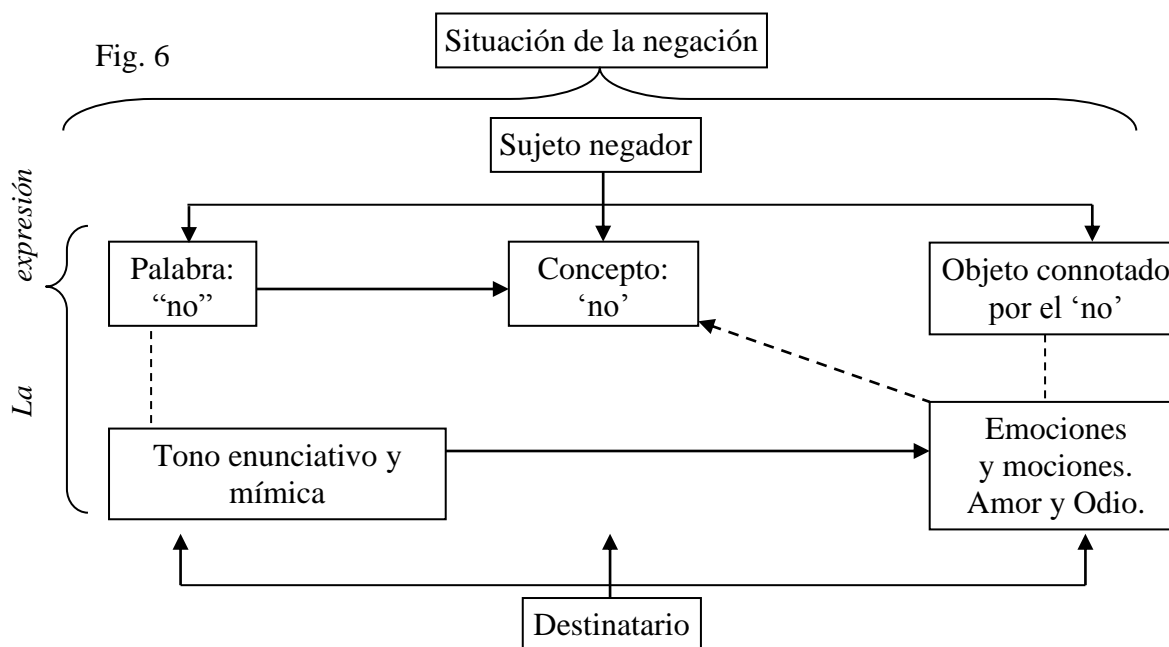 Situación de la negación
Fig. 6
Sujeto negador
La expresión
Palabra:
“no”
Concepto:
‘no’
Objeto connotado
por el ‘no’
Tono enunciativo y
mímica
Emociones
y mociones.
Amor y Odio.
Destinatario